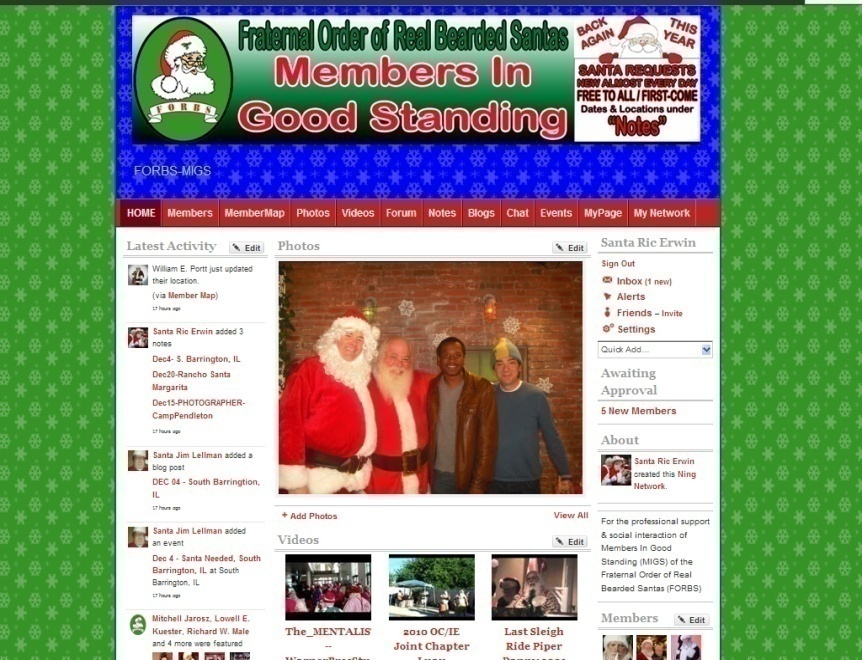 Fraternal Order of Real Bearded Santas
Members In
Good Standing
FORBS
BACK AGAIN THIS YEAR
SANTA REQUESTS
NEW ALMOST EVERY DAY
FREE TO ALL / FIRST-COME
Dates & Locations under
"Notes"
FORBS-MIGS
HOME Members MemberMap Photos Videos Forum Notes Blogs Chat Events MyPage My Network
Latest Activity Edit
William E. Portt just updated
their location.
(via Member Map)
17 hours ago
Santa Ric Erwin added 3
notes
Dec4- S. Barrington, IL
Dec20-Rancho Santa
Margarita
Dec15-PHOTOGRAPHER-
CampPendleton
17 hours ago
Santa Jim Lellman added a
blog post
DEC 04 - South Barrington,
IL
17 hours ago
Santa Jim Lellman added
an event
Dec 4 - Santa Needed, South
Barrington, IL at South
Barrington, IL
17 hours ago
Mitchell Jarosz, Lowell E.
Kuester, Richard W. Male
and 4 more were featured
Photos Edit
+ Add Photos View All
Videos Edit
The_MENTALIS
--
2010 OC/IE
Joint Chapter
Last Sleigh
Ride Piper
Santa Ric Erwin
Sign Out
Inbox (1 new)
Alerts
Friends – Invite
Settings
Quick Add...
Awaiting
Approval
5 New Members
About
Santa Ric Erwin
created this Ning
Network.
For the professional support
& social interaction of
Members In Good
Standing (MIGS) of the
Fraternal Order of Real
Bearded Santas (FORBS)
Members Edit